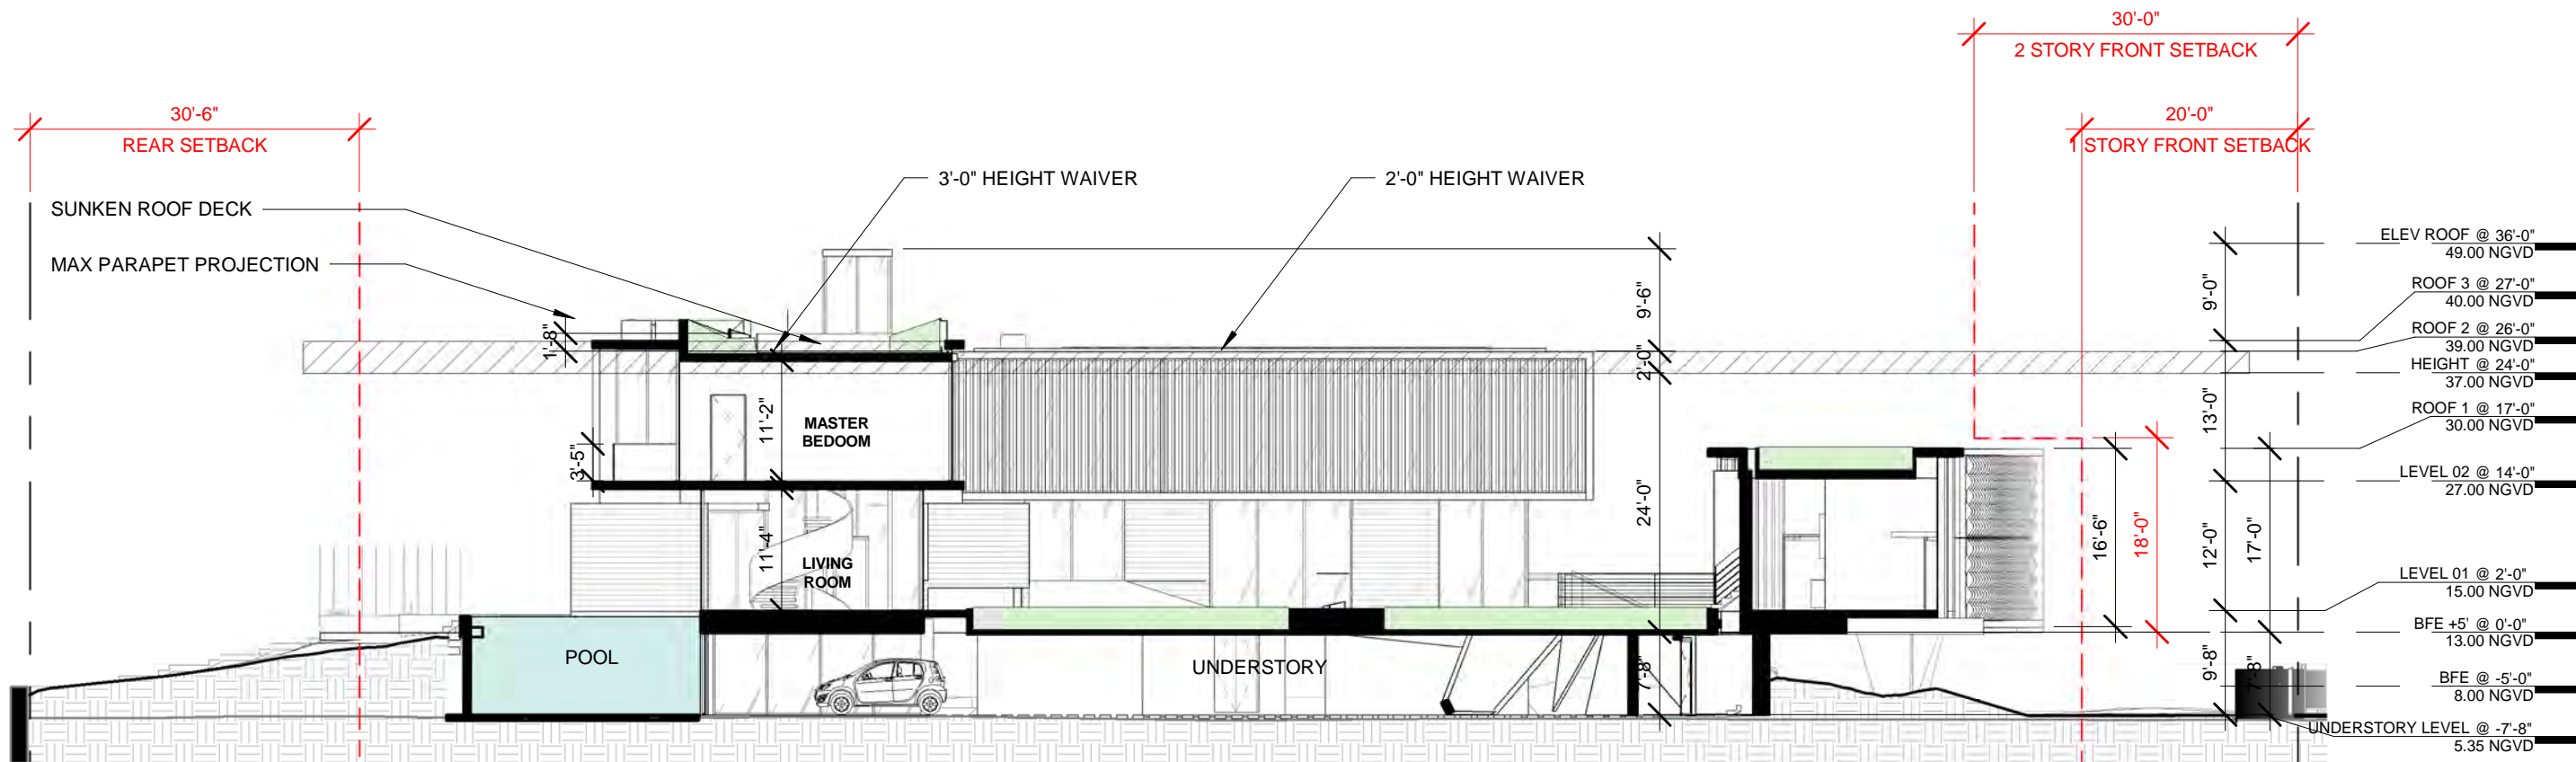 30'-0"
2 STORY FRONT SETBACK
30'-6"
REAR SETBACK
20'-0"
1 STORY FRONT SETBACK
3'-0" HEIGHT WAIVER
2'-0" HEIGHT WAIVER
SUNKEN ROOF DECK
MAX PARAPET PROJECTION
ELEV ROOF @ 36'-0"
49.00 NGVD
ROOF 3 @ 27'-0"
40.00 NGVD
ROOF 2 @ 26'-0"
39.00 NGVD
HEIGHT @ 24'-0"
37.00 NGVD
ROOF 1 @ 17'-0"
30.00 NGVD
LEVEL 02 @ 14'-0"
27.00 NGVD
LEVEL 01 @ 2'-0"
15.00 NGVD
BFE +5' @ 0'-0"
13.00 NGVD
BFE @ -5'-0"
8.00 NGVD
UNDERSTORY LEVEL @ -7'-8"
5.35 NGVD
1'-8"
3'-5"
11'-2"
11'-4"
MASTER
BEDOOM
LIVING
ROOM
POOL
UNDERSTORY
9'-6"
2'-0"
24'-0"
7'-8"
16'-6"
18'-0"
9'-0"
13'-0"
12'-0"
17'-0"
9'-8"
7'-8"